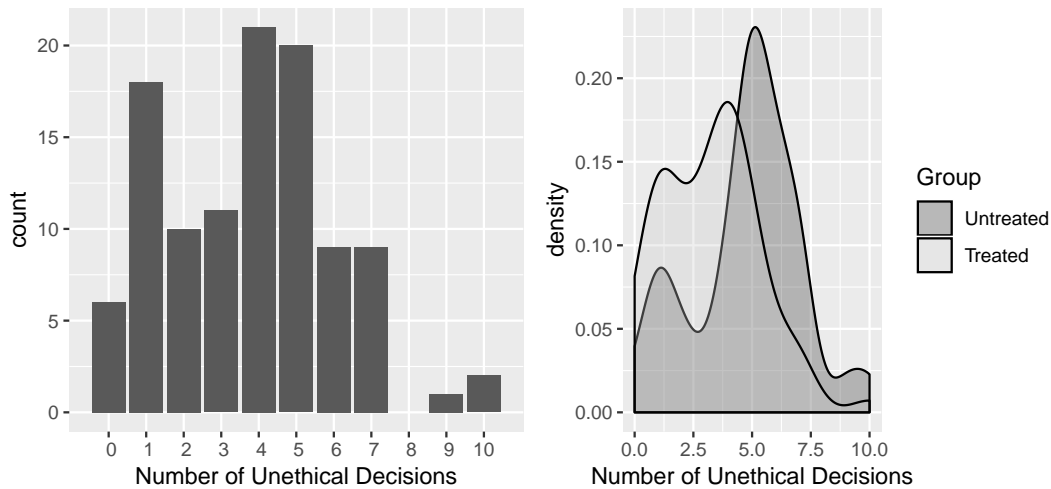 count
20
15
10
5
0
0 1 2 3 4 5 6 7 8 9 10
Number of Unethical Decisions
density
0.20
0.15
0.10
0.05
0.00
0.0 2.5 5.0 7.5 10.0
Number of Unethical Decisions
Group
Untreated
Treated